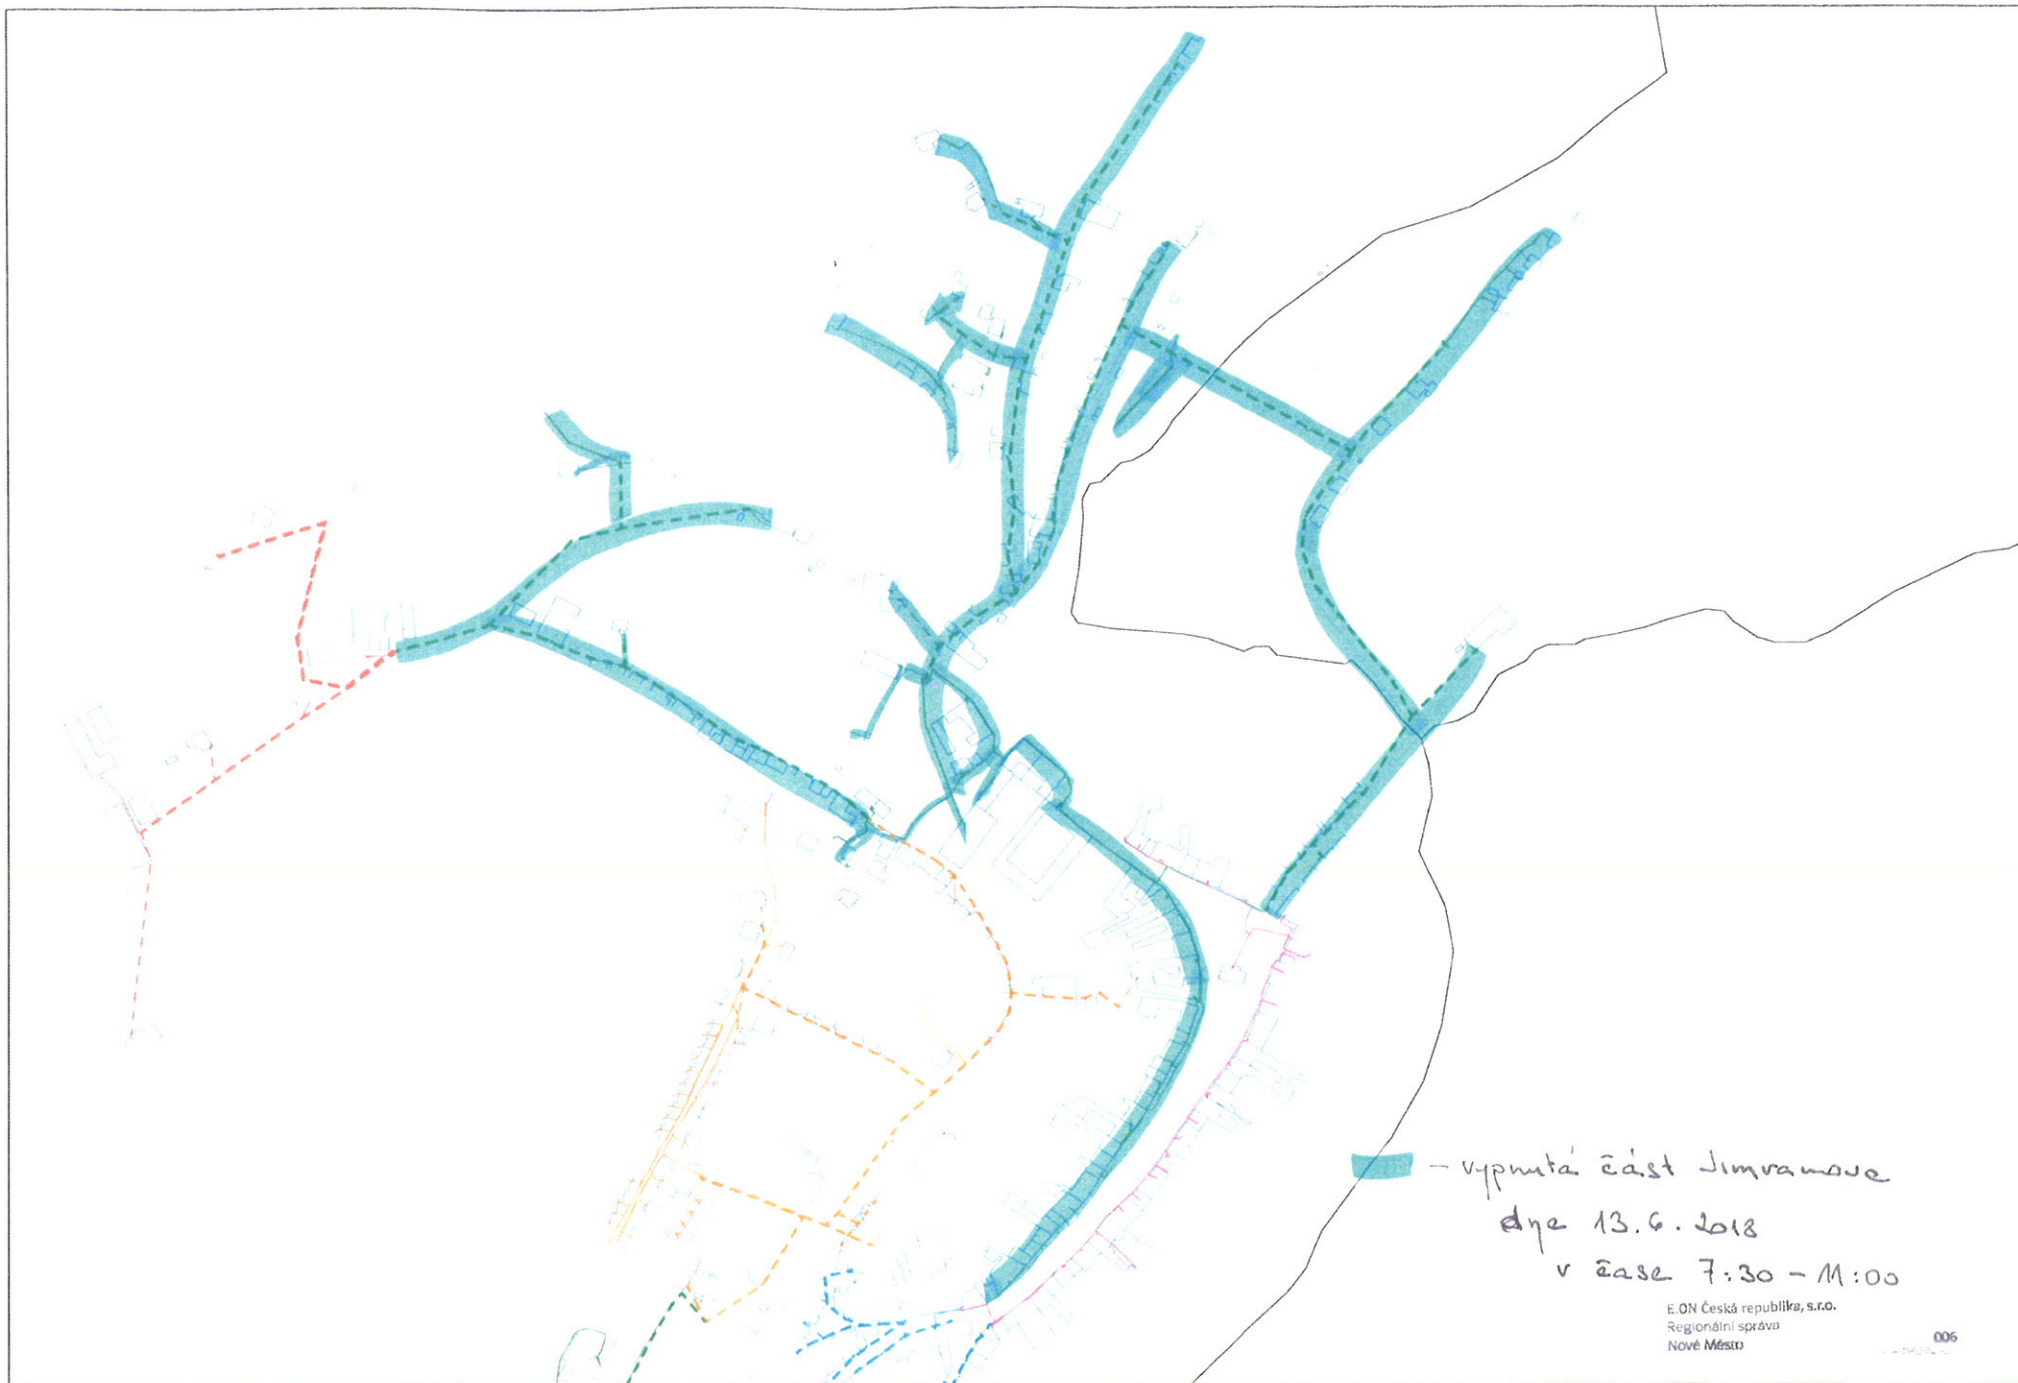 – vypnutá část Jimramova
dne 13.6.2018
v čase 7:30 – 11:00
E.ON Česká republika, s.r.o.
Regionální správa
Nové Město
006